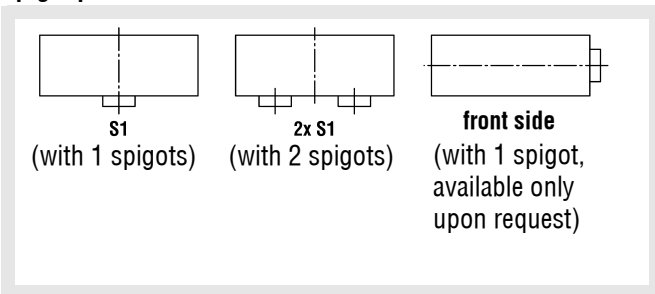 S1
(with 1 spigots)
2x S1
(with 2 spigots)
front side
(with 1 spigot,
available only
upon request)